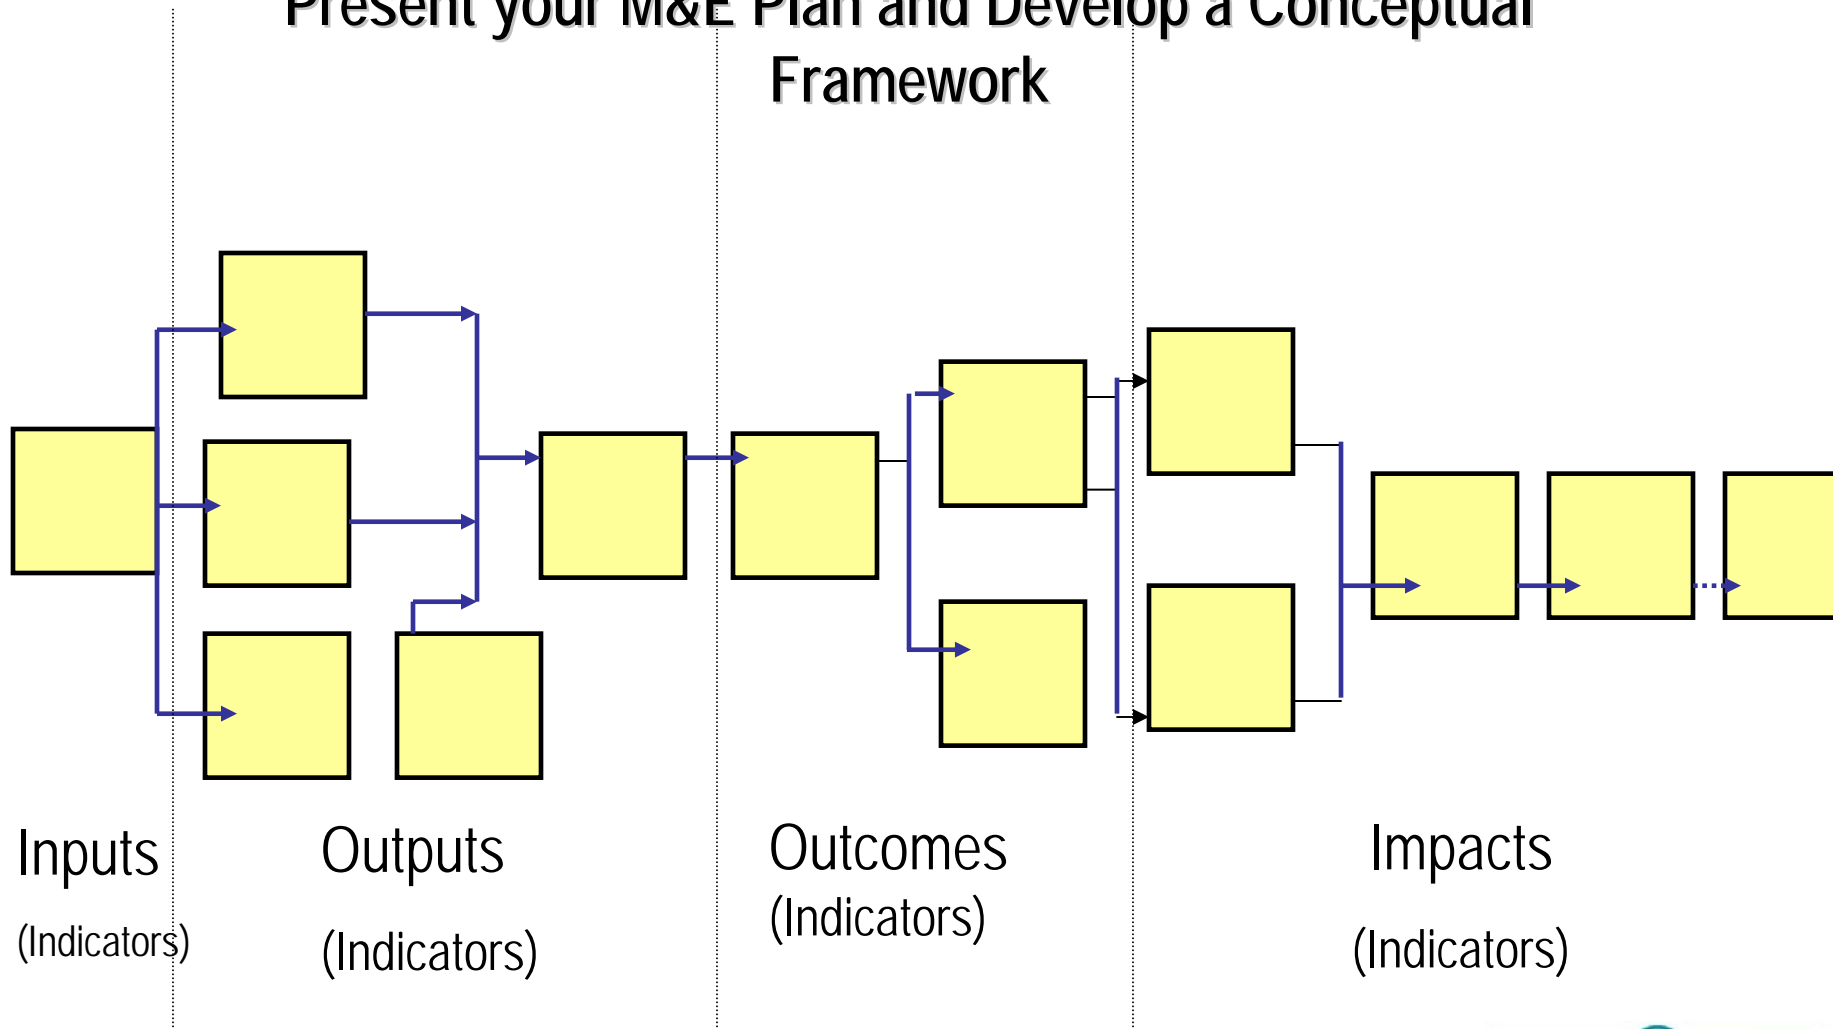 Present your M&E Plan and Develop a Conceptual
Framework
Inputs
(Indicators)
Outputs
(Indicators)
Outcomes
(Indicators)
Impacts
(Indicators)